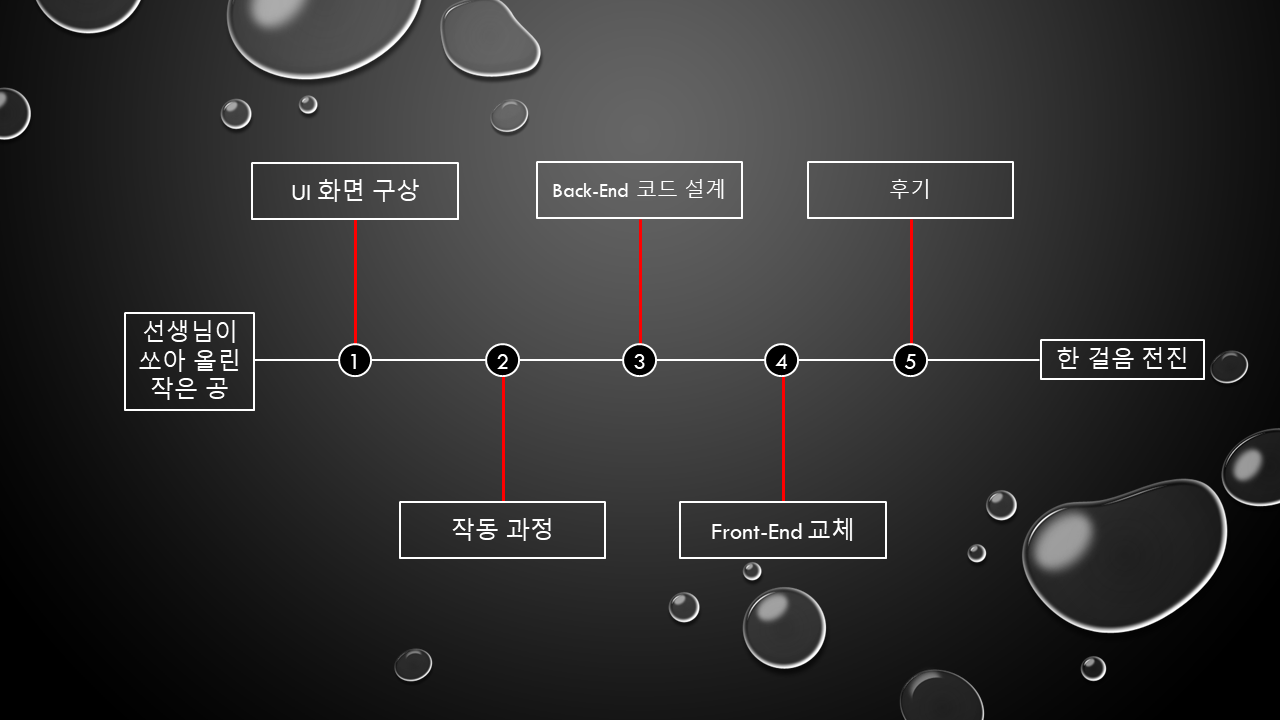 UI 화면 구상
Back-End 코드 설계
후기
선생님이
쏘아 올린
작은 공
1
2
3
4
5
한 걸음 전진
작동 과정
Front-End 교체